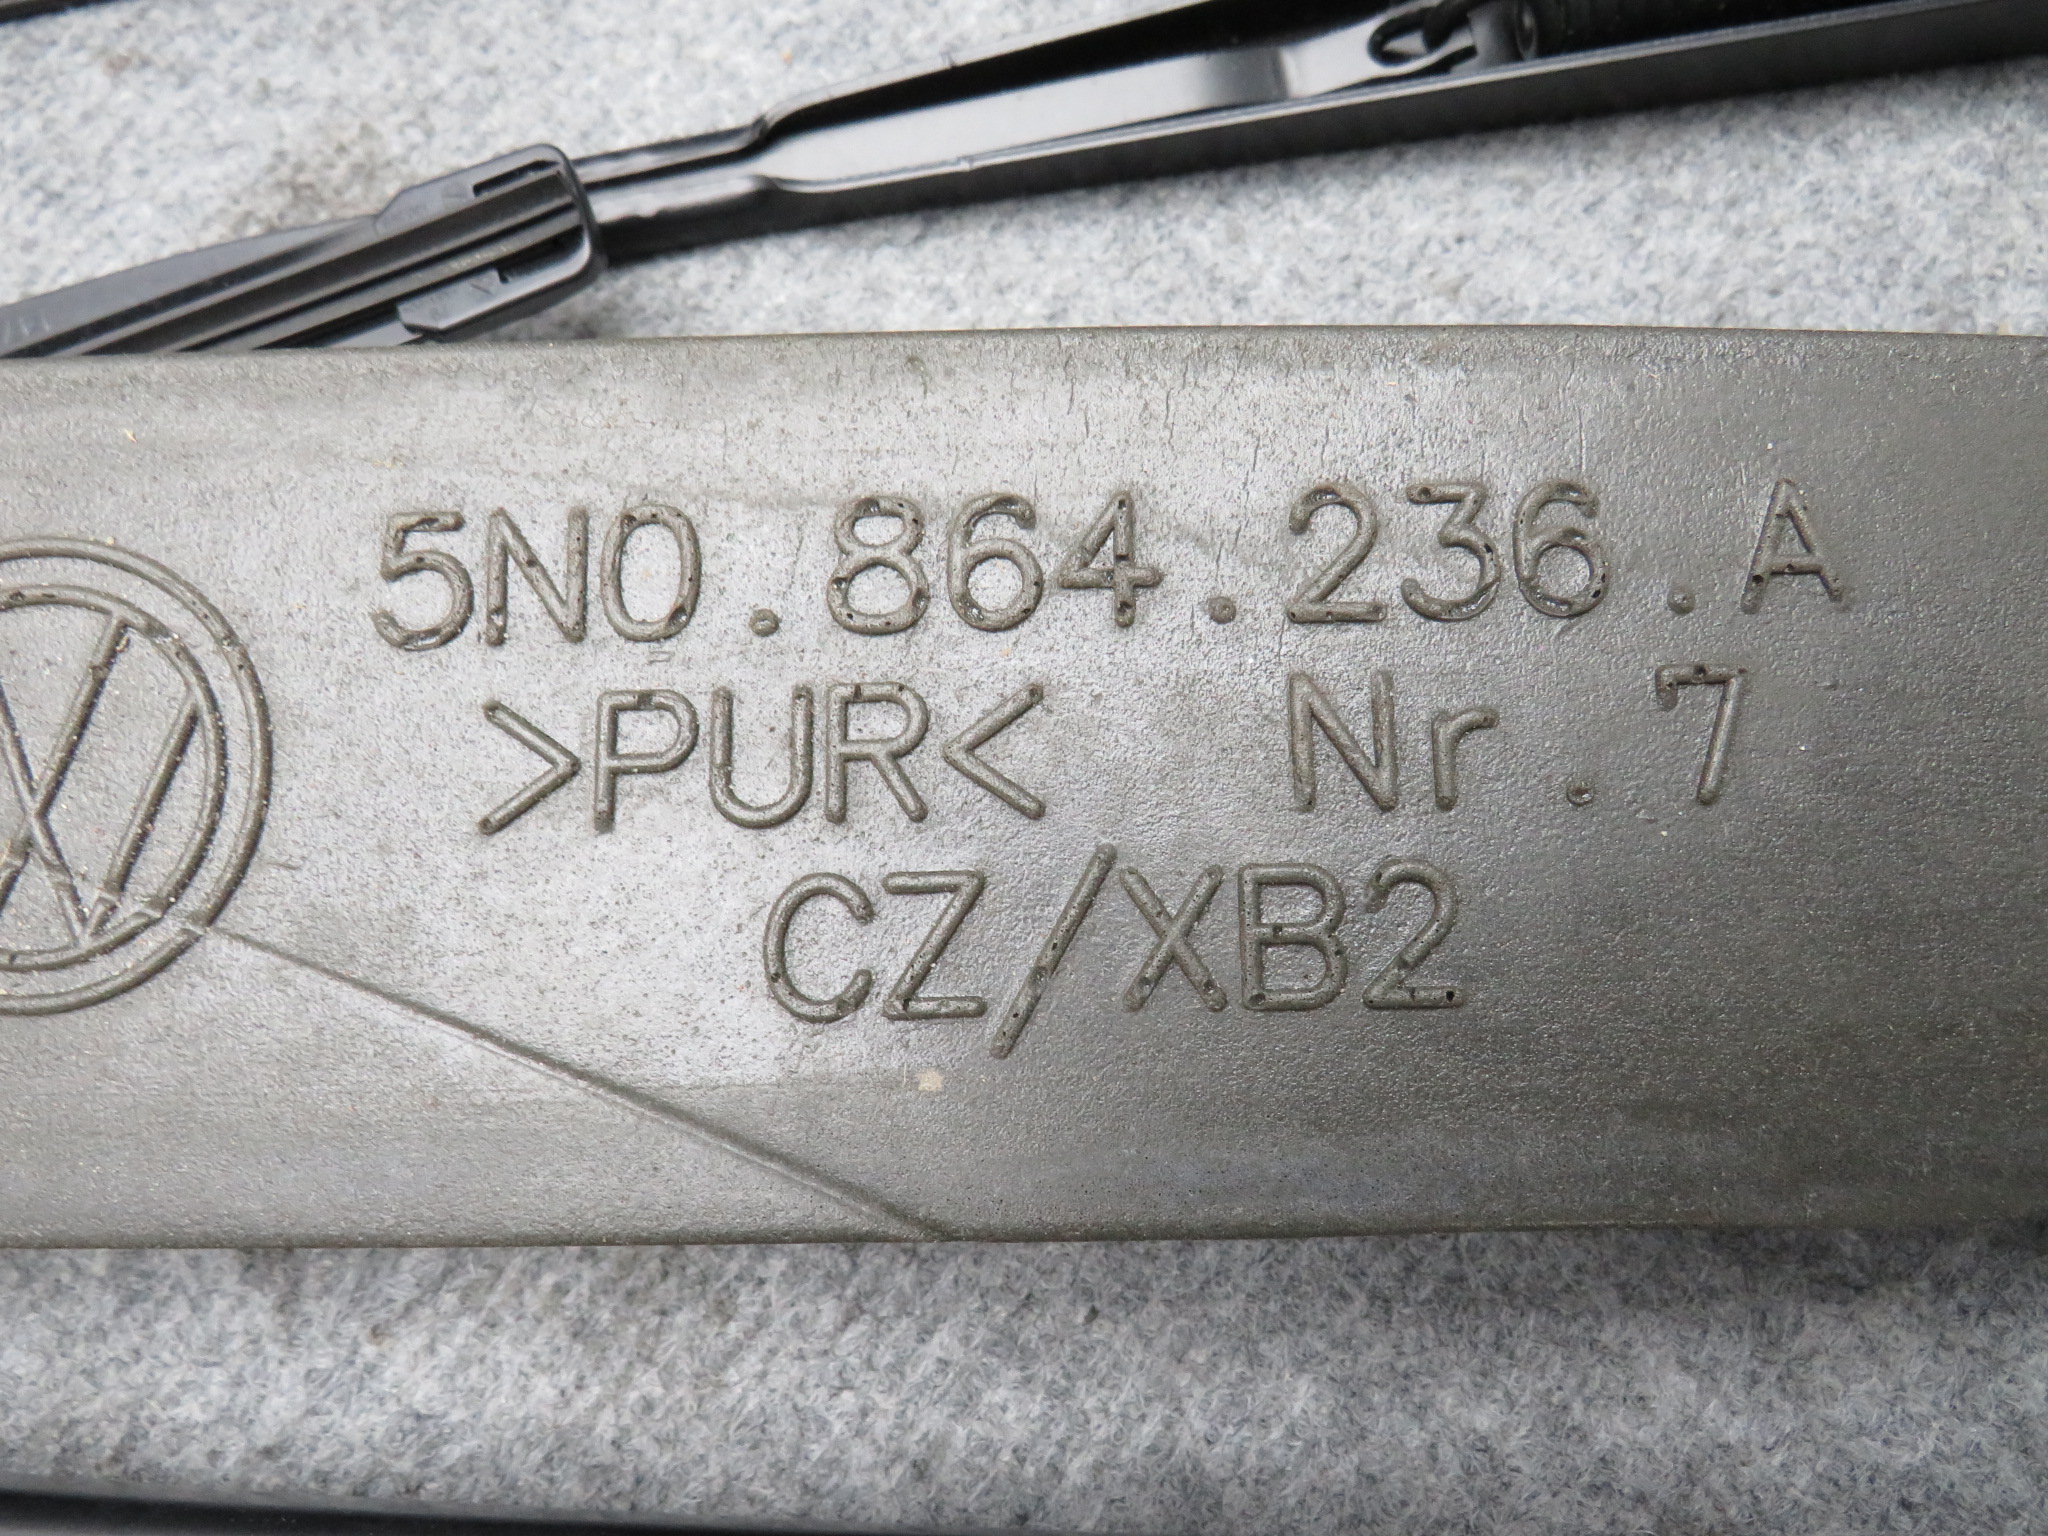 5N0.864.236.A
>PUR< Nr.7
CZ/XB2